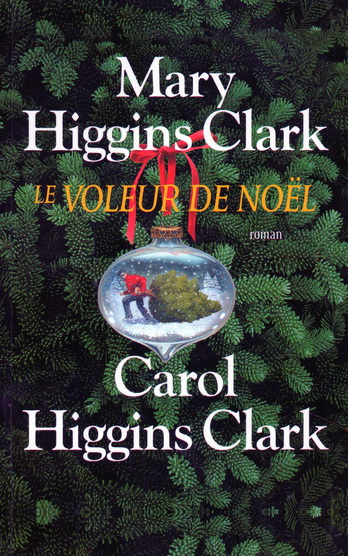 Mary
Higgins Clark
LE VOLEUR DE NOËL
roman
Carol
Higgins Clark